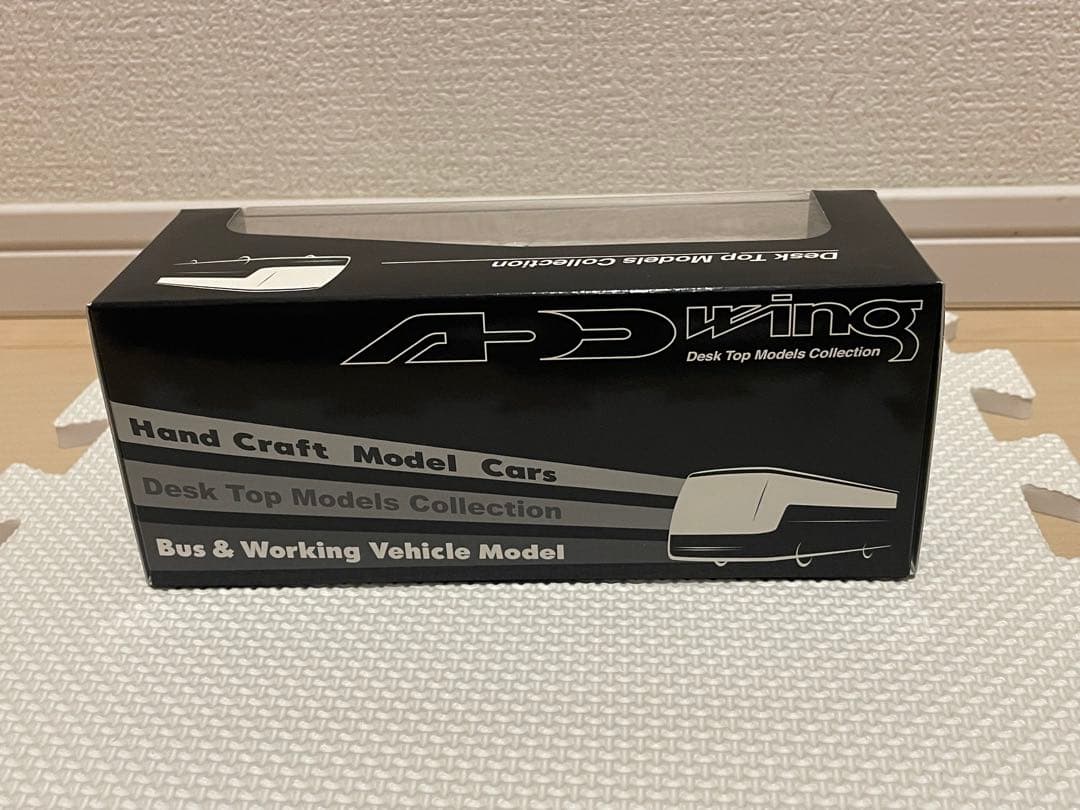 Desk Top Models Collection
ADD wing
Desk Top Models Collection
Hand Craft Model Cars
Desk Top Models Collection
Bus & Working Vehicle Model